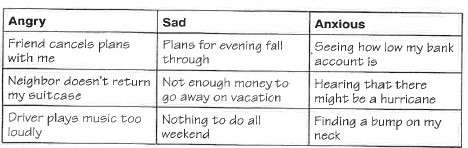 Angry Sad Anxious
Friend cancels plans Plans for evening fall Seeing how low my bank
with me through account is
Neighbor doesn't return Not enough money to Hearing that there
my suitcase go away on vacation might be a hurricane
Driver plays music too Nothing to do all Finding a bump on my
loudly weekend neck